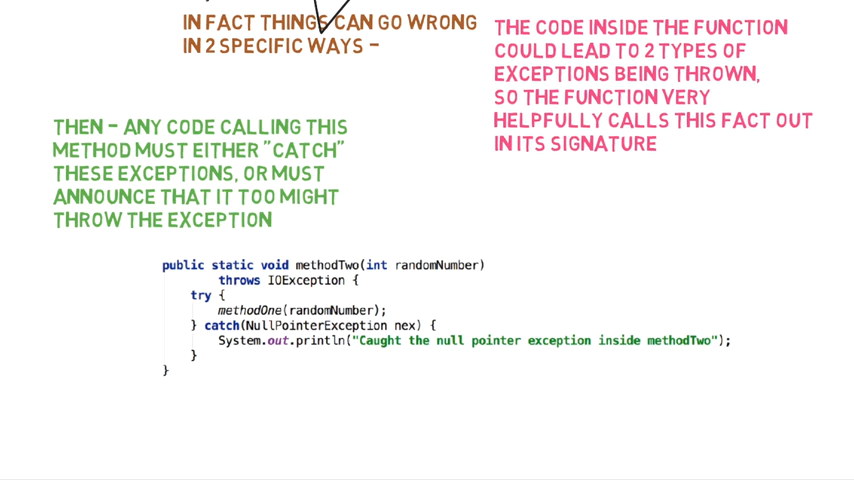 IN FACT THINGS CAN GO WRONG
IN 2 SPECIFIC WAYS –
THE CODE INSIDE THE FUNCTION
COULD LEAD TO 2 TYPES OF
EXCEPTIONS BEING THROWN,
SO THE FUNCTION VERY
HELPFULLY CALLS THIS FACT OUT
IN ITS SIGNATURE
THEN – ANY CODE CALLING THIS
METHOD MUST EITHER "CATCH"
THESE EXCEPTIONS, OR MUST
ANNOUNCE THAT IT TOO MIGHT
THROW THE EXCEPTION
public static void methodTwo(int randomNumber)
        throws IOException {
    try {
        methodOne(randomNumber);
    } catch(NullPointerException nex) {
        System.out.println("Caught the null pointer exception inside methodTwo");
    }
}